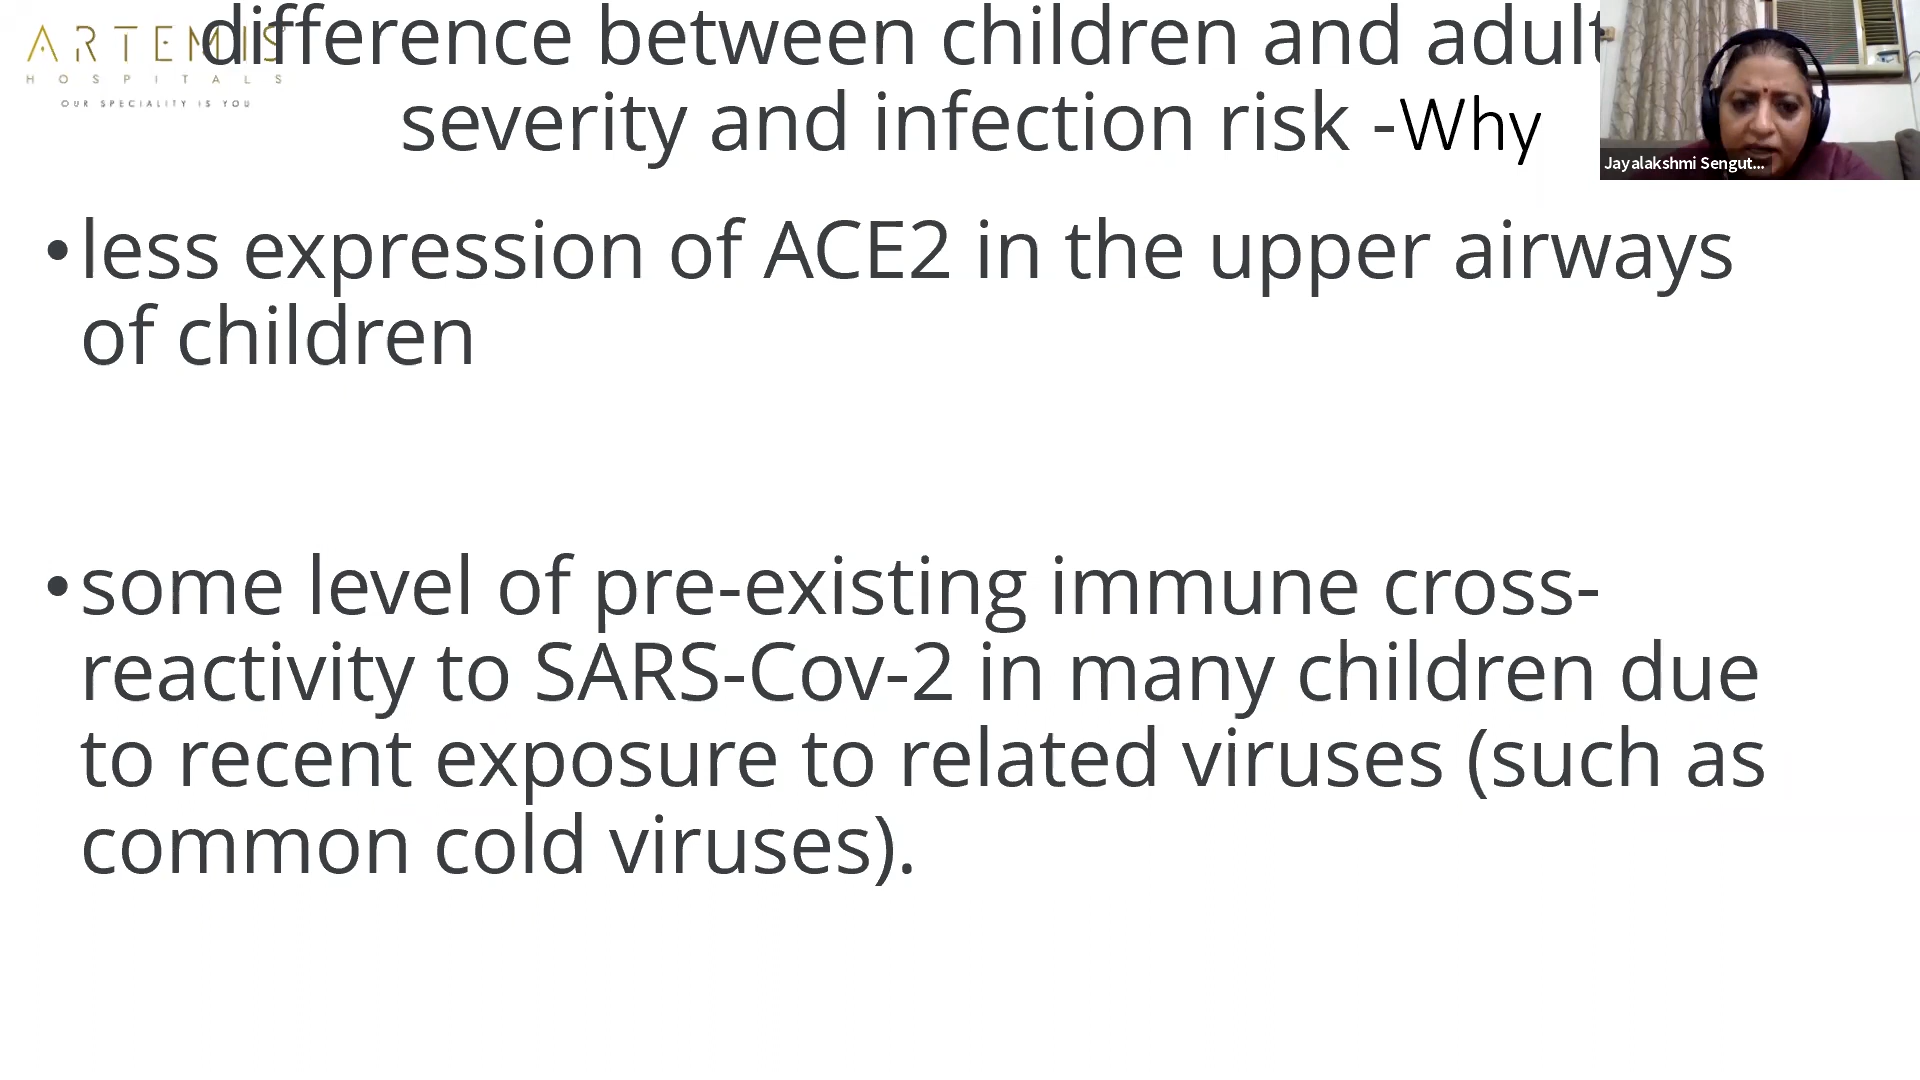 ARTEMIS
HOSPITALS
OUR SPECIALITY IS YOU
difference between children and adult
severity and infection risk -Why
Jayalakshmi Sengut...
•less expression of ACE2 in the upper airways
of children
•some level of pre-existing immune cross-
reactivity to SARS-Cov-2 in many children due
to recent exposure to related viruses (such as
common cold viruses).